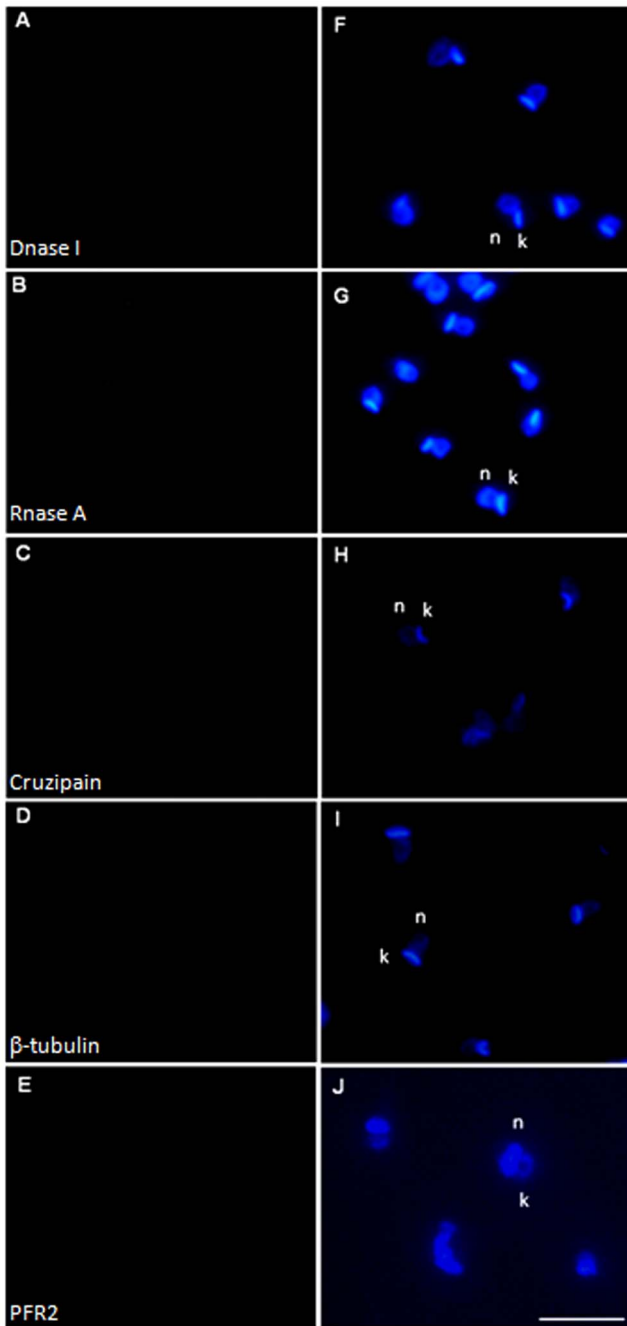 A
F
Dnase I
n k
B
G
Rnase A
n k
C
H
n k
Cruzipain
D
I
n
k
β-tubulin
E
J
n
k
PFR2